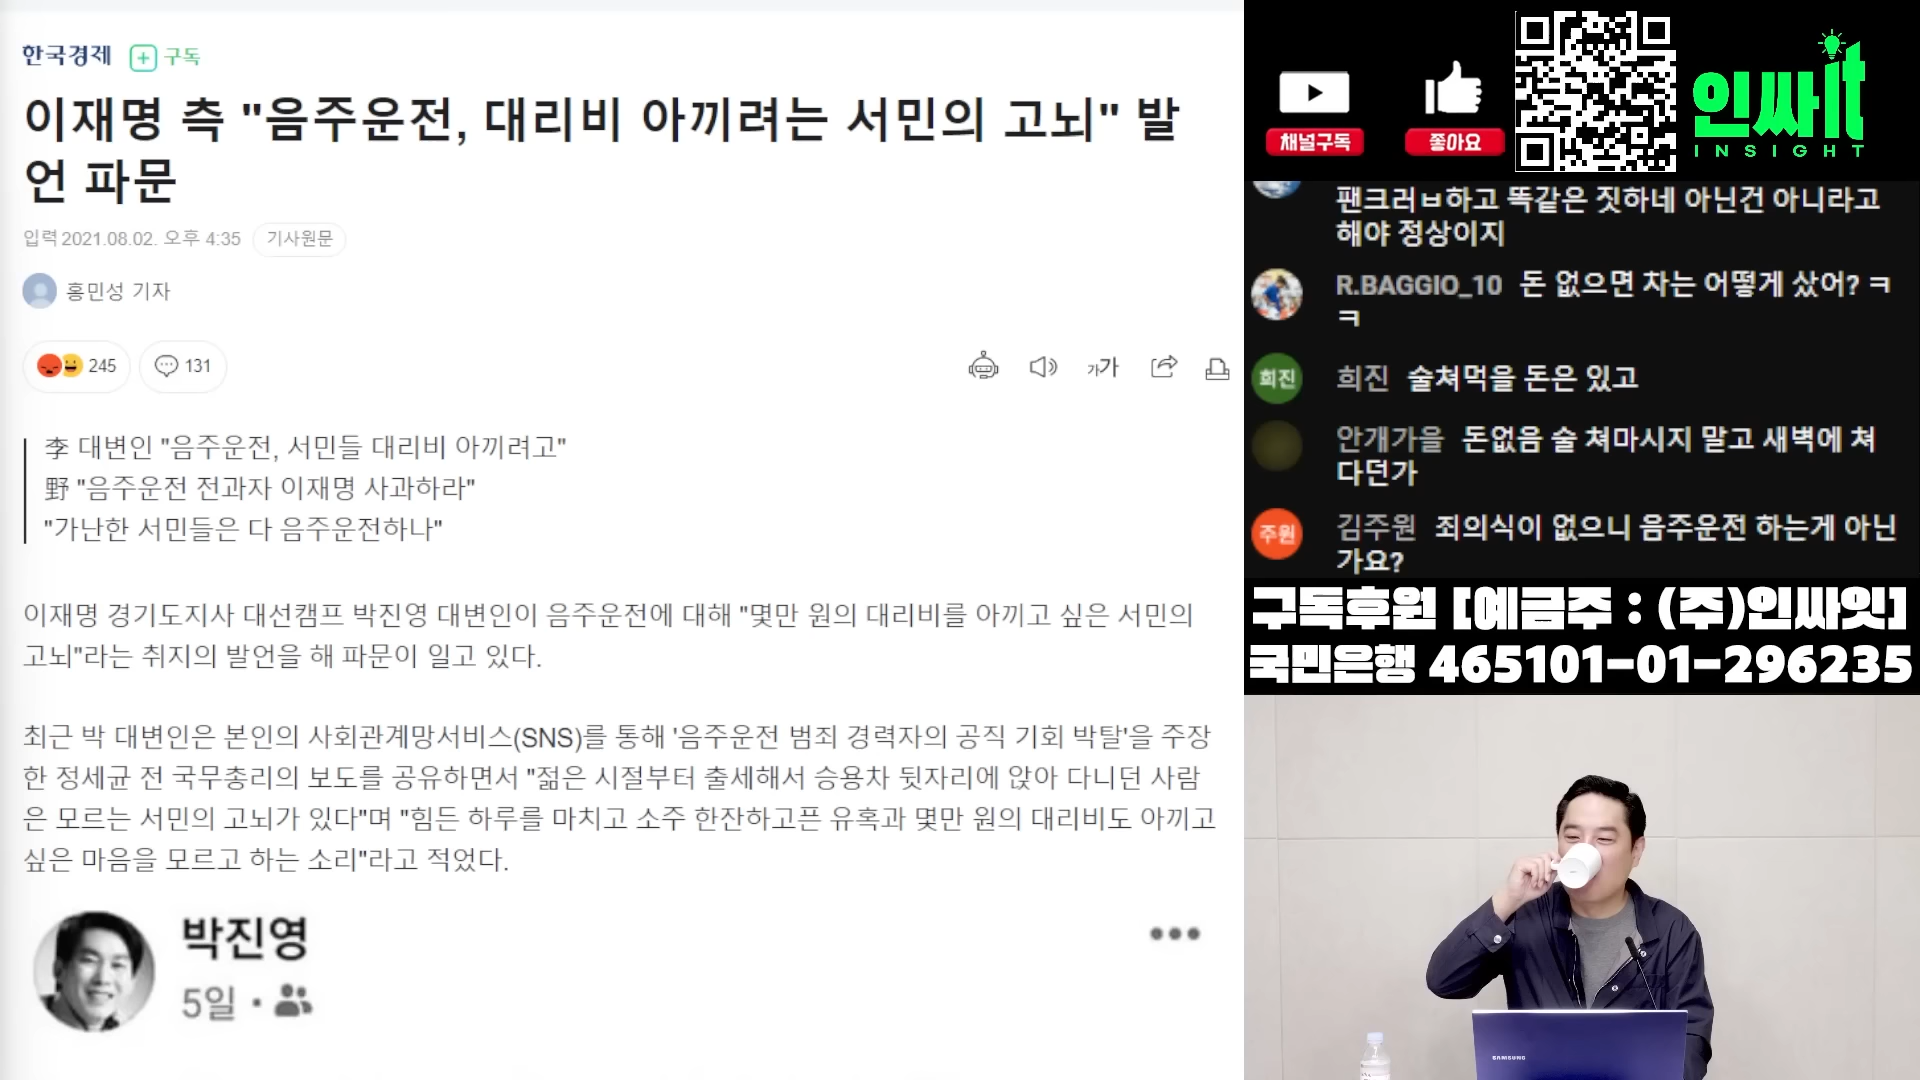 한국경제 구독
이재명 측 "음주운전, 대리비 아끼려는 서민의 고뇌" 발
언 파문
입력 2021.08.02. 오후 4:35 기사원문
홍민성 기자
245 131
가가
李 대변인 "음주운전, 서민들 대리비 아끼려고"
野 "음주운전 전과자 이재명 사과하라"
"가난한 서민들은 다 음주운전하나"
이재명 경기도지사 대선캠프 박진영 대변인이 음주운전에 대해 "몇만 원의 대리비를 아끼고 싶은 서민의
고뇌"라는 취지의 발언을 해 파문이 일고 있다.
최근 박 대변인은 본인의 사회관계망서비스(SNS)를 통해 '음주운전 범죄 경력자의 공직 기회 박탈'을 주장
한 정세균 전 국무총리의 보도를 공유하면서 "젊은 시절부터 출세해서 승용차 뒷자리에 앉아 다니던 사람
은 모르는 서민의 고뇌가 있다"며 "힘든 하루를 마치고 소주 한잔하고픈 유혹과 몇만 원의 대리비도 아끼고
싶은 마음을 모르고 하는 소리"라고 적었다.
박진영
5일 ·
채널구독
좋아요
인싸it
INSIGHT
팬크러ㅂ하고 똑같은 짓하네 아닌건 아니라고
해야 정상이지
R.BAGGIO_10 돈 없으면 차는 어떻게 샀어? ㅋ
ㅋ
희진 희진 술쳐먹을 돈은 있고
안개가을 돈없음 술 쳐마시지 말고 새벽에 쳐
다던가
주원 김주원 죄의식이 없으니 음주운전 하는게 아닌
가요?
구독후원 [예금주 : (주)인싸잇]
국민은행 465101-01-296235
SAMSUNG